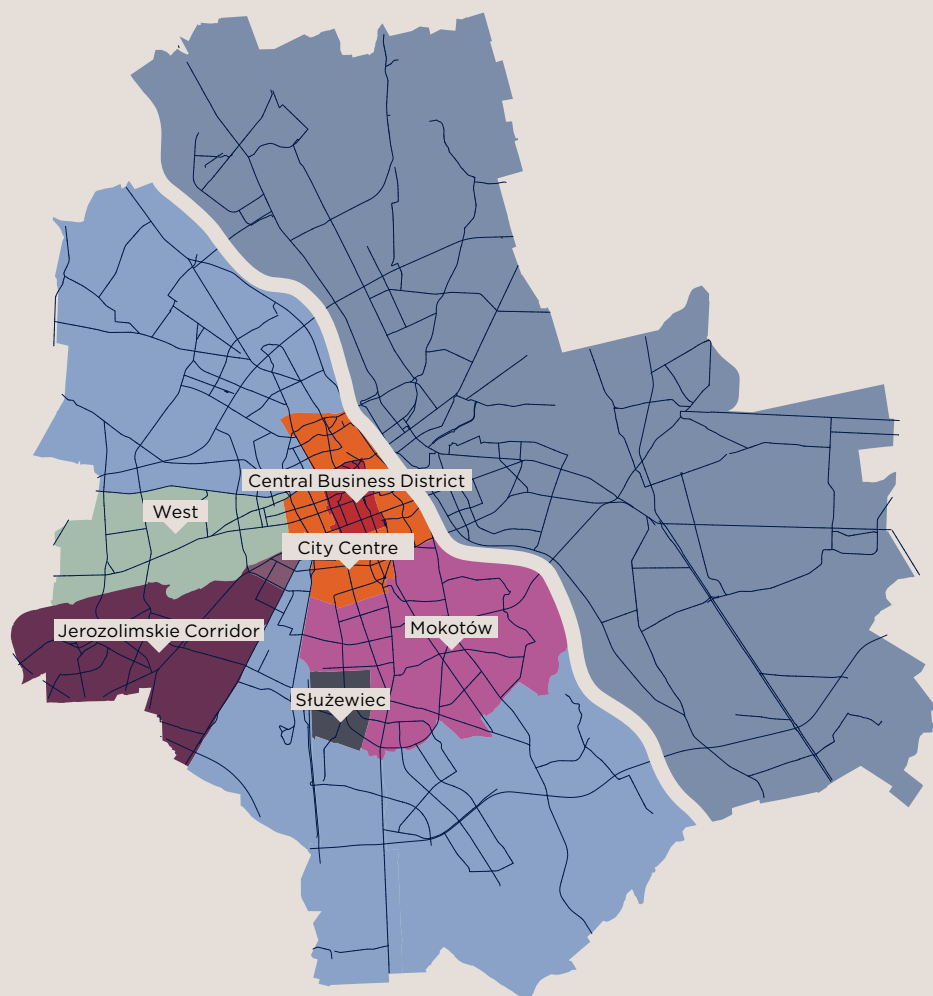 Central Business District
West
City Centre
Jerozolimskie Corridor
Mokotów
Służewiec